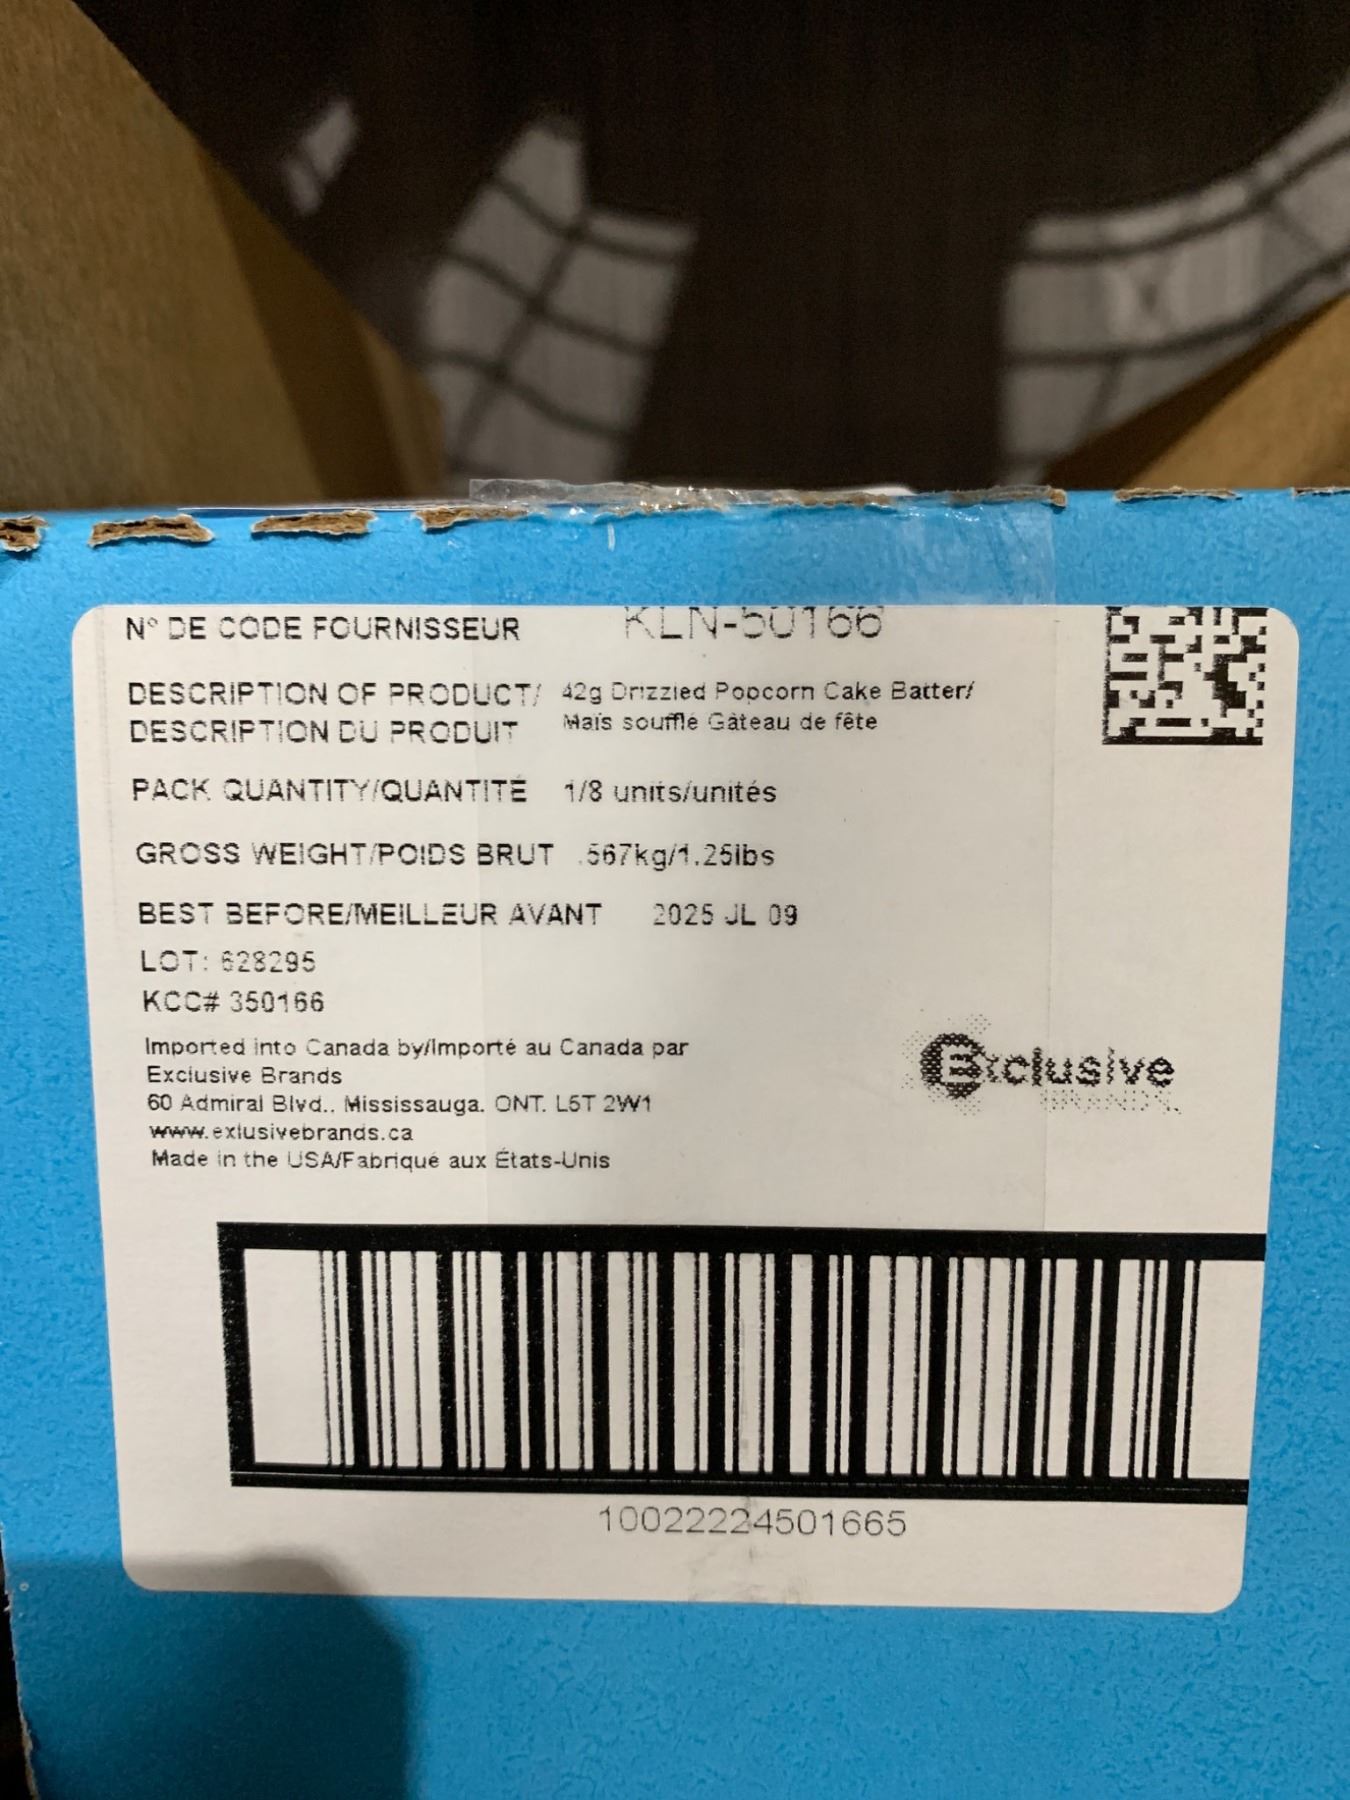 N° DE CODE FOURNISSEUR KLN-50166
DESCRIPTION OF PRODUCT/ 42g Drizzled Popcorn Cake Batter/
DESCRIPTION DU PRODUIT Maïs soufflé Gâteau de fête
PACK QUANTITY/QUANTITÉ 1/8 units/unités
GROSS WEIGHT/POIDS BRUT .567kg/1.25lbs
BEST BEFORE/MEILLEUR AVANT 2025 JL 09
LOT: 628295
KCC# 350166
Imported into Canada by/Importé au Canada par
Exclusive Brands
60 Admiral Blvd., Mississauga. ONT. L5T 2W1
www.exlusivebrands.ca
Made in the USA/Fabriqué aux États-Unis
Exclusive
BRANDS.
10022224501665